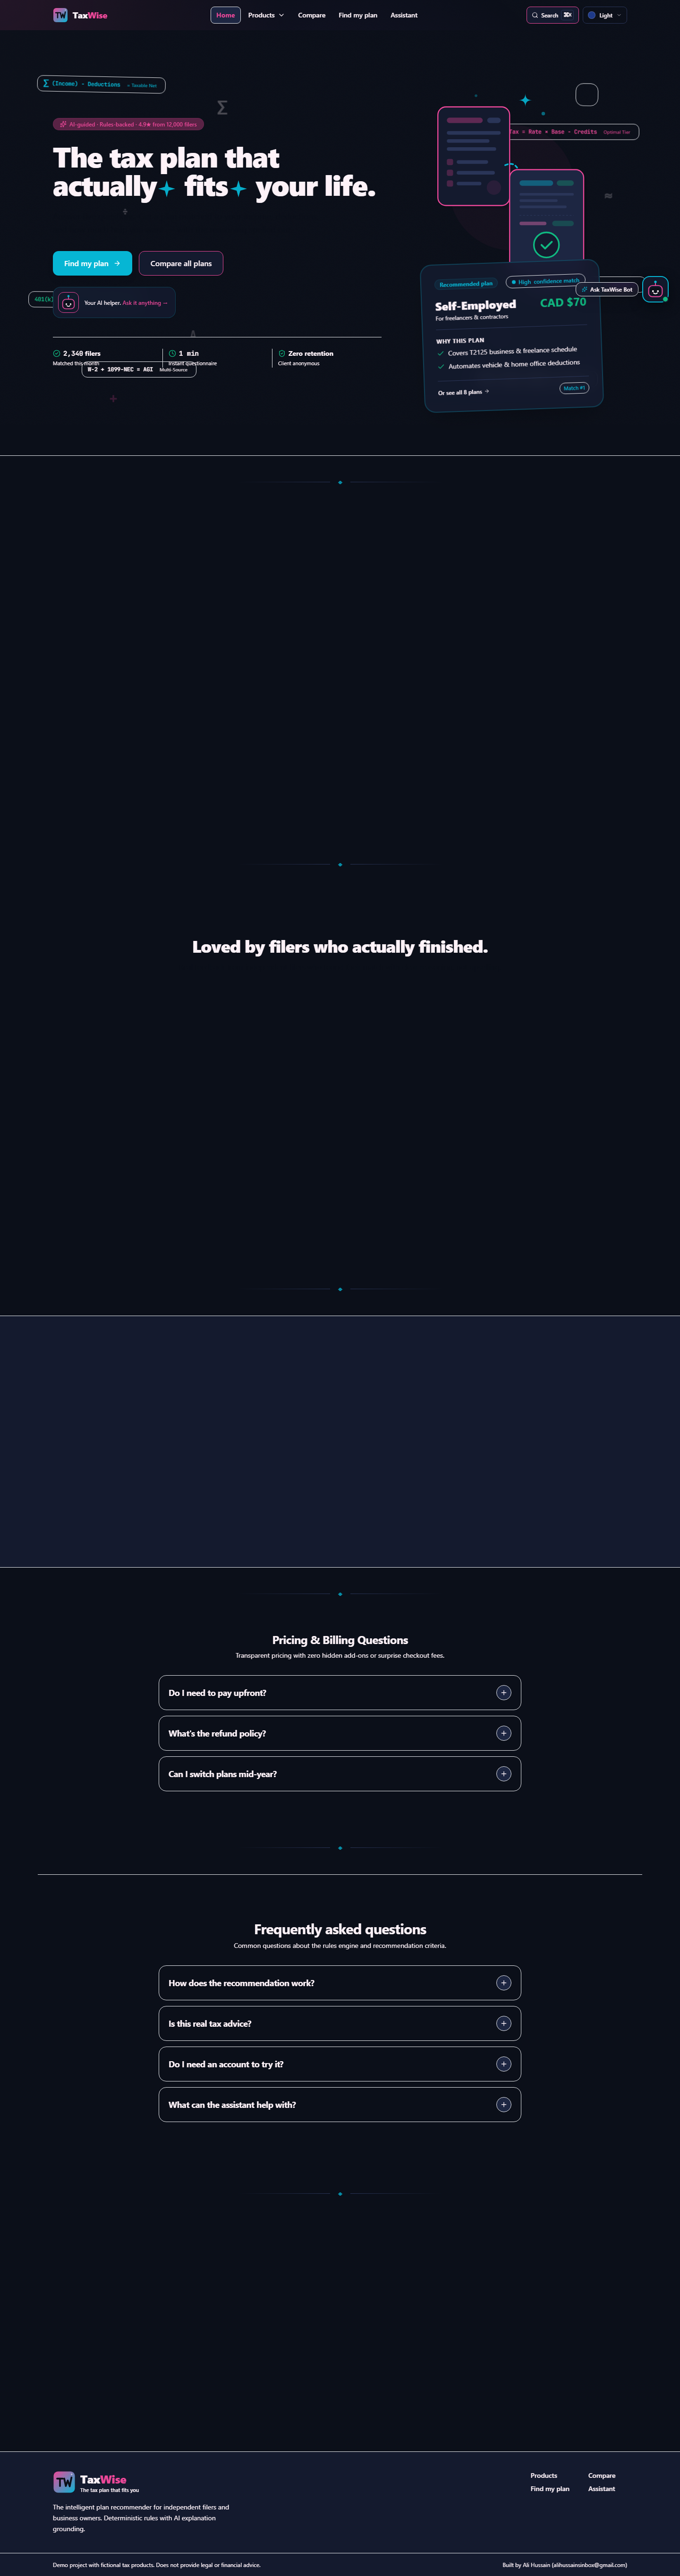 TW TaxWise
Home Products Compare Find my plan Assistant
Search ⌘K Light
Σ (Income) - Deductions = Taxable Net
Σ
AI-guided · Rules-backed · 4.9★ from 12,000 filers
The tax plan that
actually fits your life.
Find my plan → Compare all plans
401(k)
Your AI helper. Ask it anything →
2,340 filers
Matched this month
1 min
Instant questionnaire
Zero retention
Client anonymous
W-2 + 1099-NEC = AGI Multi-Source
Tax = Rate × Base - Credits Optimal Tier
Recommended plan High confidence match
Ask TaxWise Bot
Self-Employed CAD $70
For freelancers & contractors
WHY THIS PLAN
Covers T2125 business & freelance schedule
Automates vehicle & home office deductions
Or see all 8 plans → Match #1
Loved by filers who actually finished.
Pricing & Billing Questions
Transparent pricing with zero hidden add-ons or surprise checkout fees.
Do I need to pay upfront?
What's the refund policy?
Can I switch plans mid-year?
Frequently asked questions
Common questions about the rules engine and recommendation criteria.
How does the recommendation work?
Is this real tax advice?
Do I need an account to try it?
What can the assistant help with?
TW TaxWise
The tax plan that fits you
The intelligent plan recommender for independent filers and
business owners. Deterministic rules with AI explanation
grounding.
Products Compare
Find my plan Assistant
Demo project with fictional tax products. Does not provide legal or financial advice.
Built by Ali Hussain (alihussainsinbox@gmail.com)